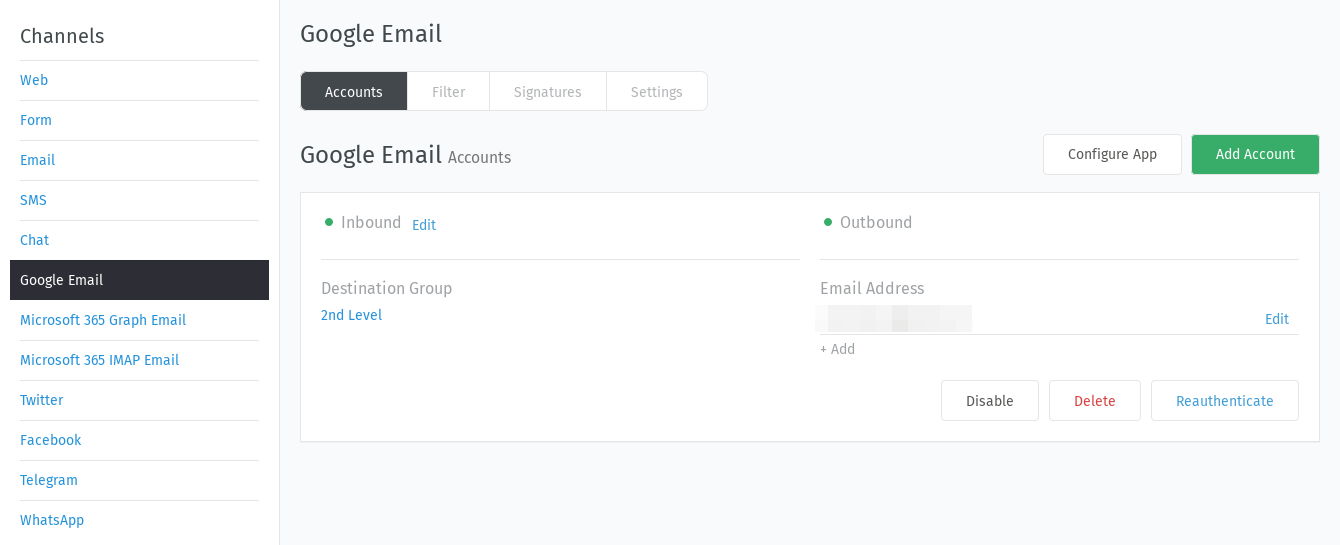 Channels
Web
Form
Email
SMS
Chat
Google Email
Microsoft 365 Graph Email
Microsoft 365 IMAP Email
Twitter
Facebook
Telegram
WhatsApp
Google Email
Accounts Filter Signatures Settings
Google Email Accounts Configure App Add Account
Inbound Edit Outbound
Destination Group Email Address
2nd Level Edit
+ Add
Disable Delete Reauthenticate